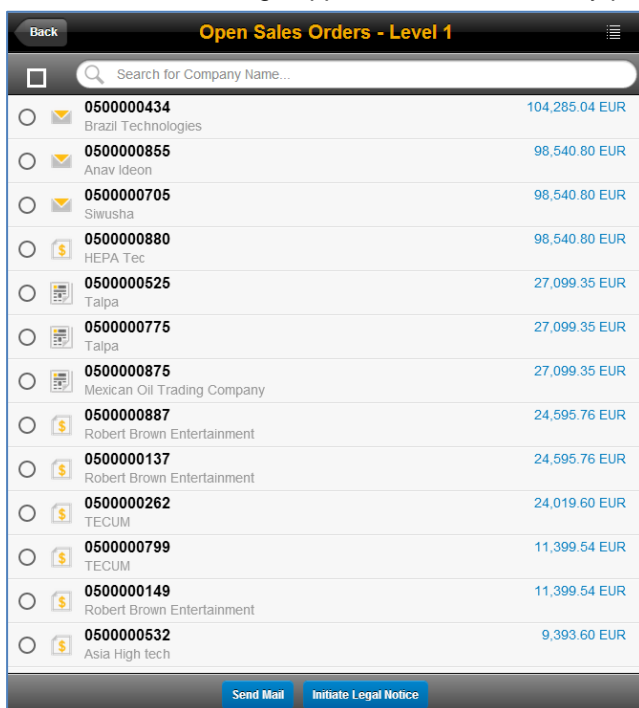 Back
Open Sales Orders - Level 1
Search for Company Name...
0500000434
104,285.04 EUR
Brazil Technologies
0500000855
98,540.80 EUR
Anav Ideon
0500000705
98,540.80 EUR
Siwusha
0500000880
98,540.80 EUR
HEPA Tec
0500000525
27,099.35 EUR
Talpa
0500000775
27,099.35 EUR
Talpa
0500000875
27,099.35 EUR
Mexican Oil Trading Company
0500000887
24,595.76 EUR
Robert Brown Entertainment
0500000137
24,595.76 EUR
Robert Brown Entertainment
0500000262
24,019.60 EUR
TECUM
0500000799
11,399.54 EUR
TECUM
0500000149
11,399.54 EUR
Robert Brown Entertainment
0500000532
9,393.60 EUR
Asia High tech
Send Mail
Initiate Legal Notice